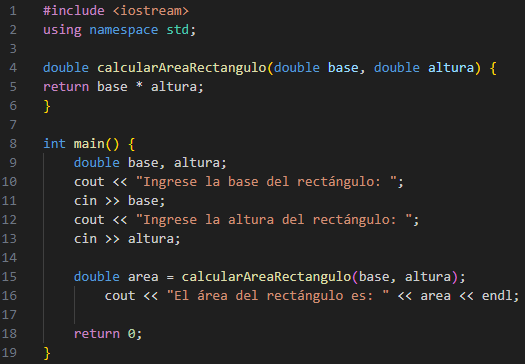 1 #include <iostream>
2 using namespace std;
3
4 double calcularAreaRectangulo(double base, double altura) {
5 return base * altura;
6 }
7
8 int main() {
9     double base, altura;
10     cout << "Ingrese la base del rectángulo: ";
11     cin >> base;
12     cout << "Ingrese la altura del rectángulo: ";
13     cin >> altura;
14
15     double area = calcularAreaRectangulo(base, altura);
16         cout << "El área del rectángulo es: " << area << endl;
17
18     return 0;
19 }